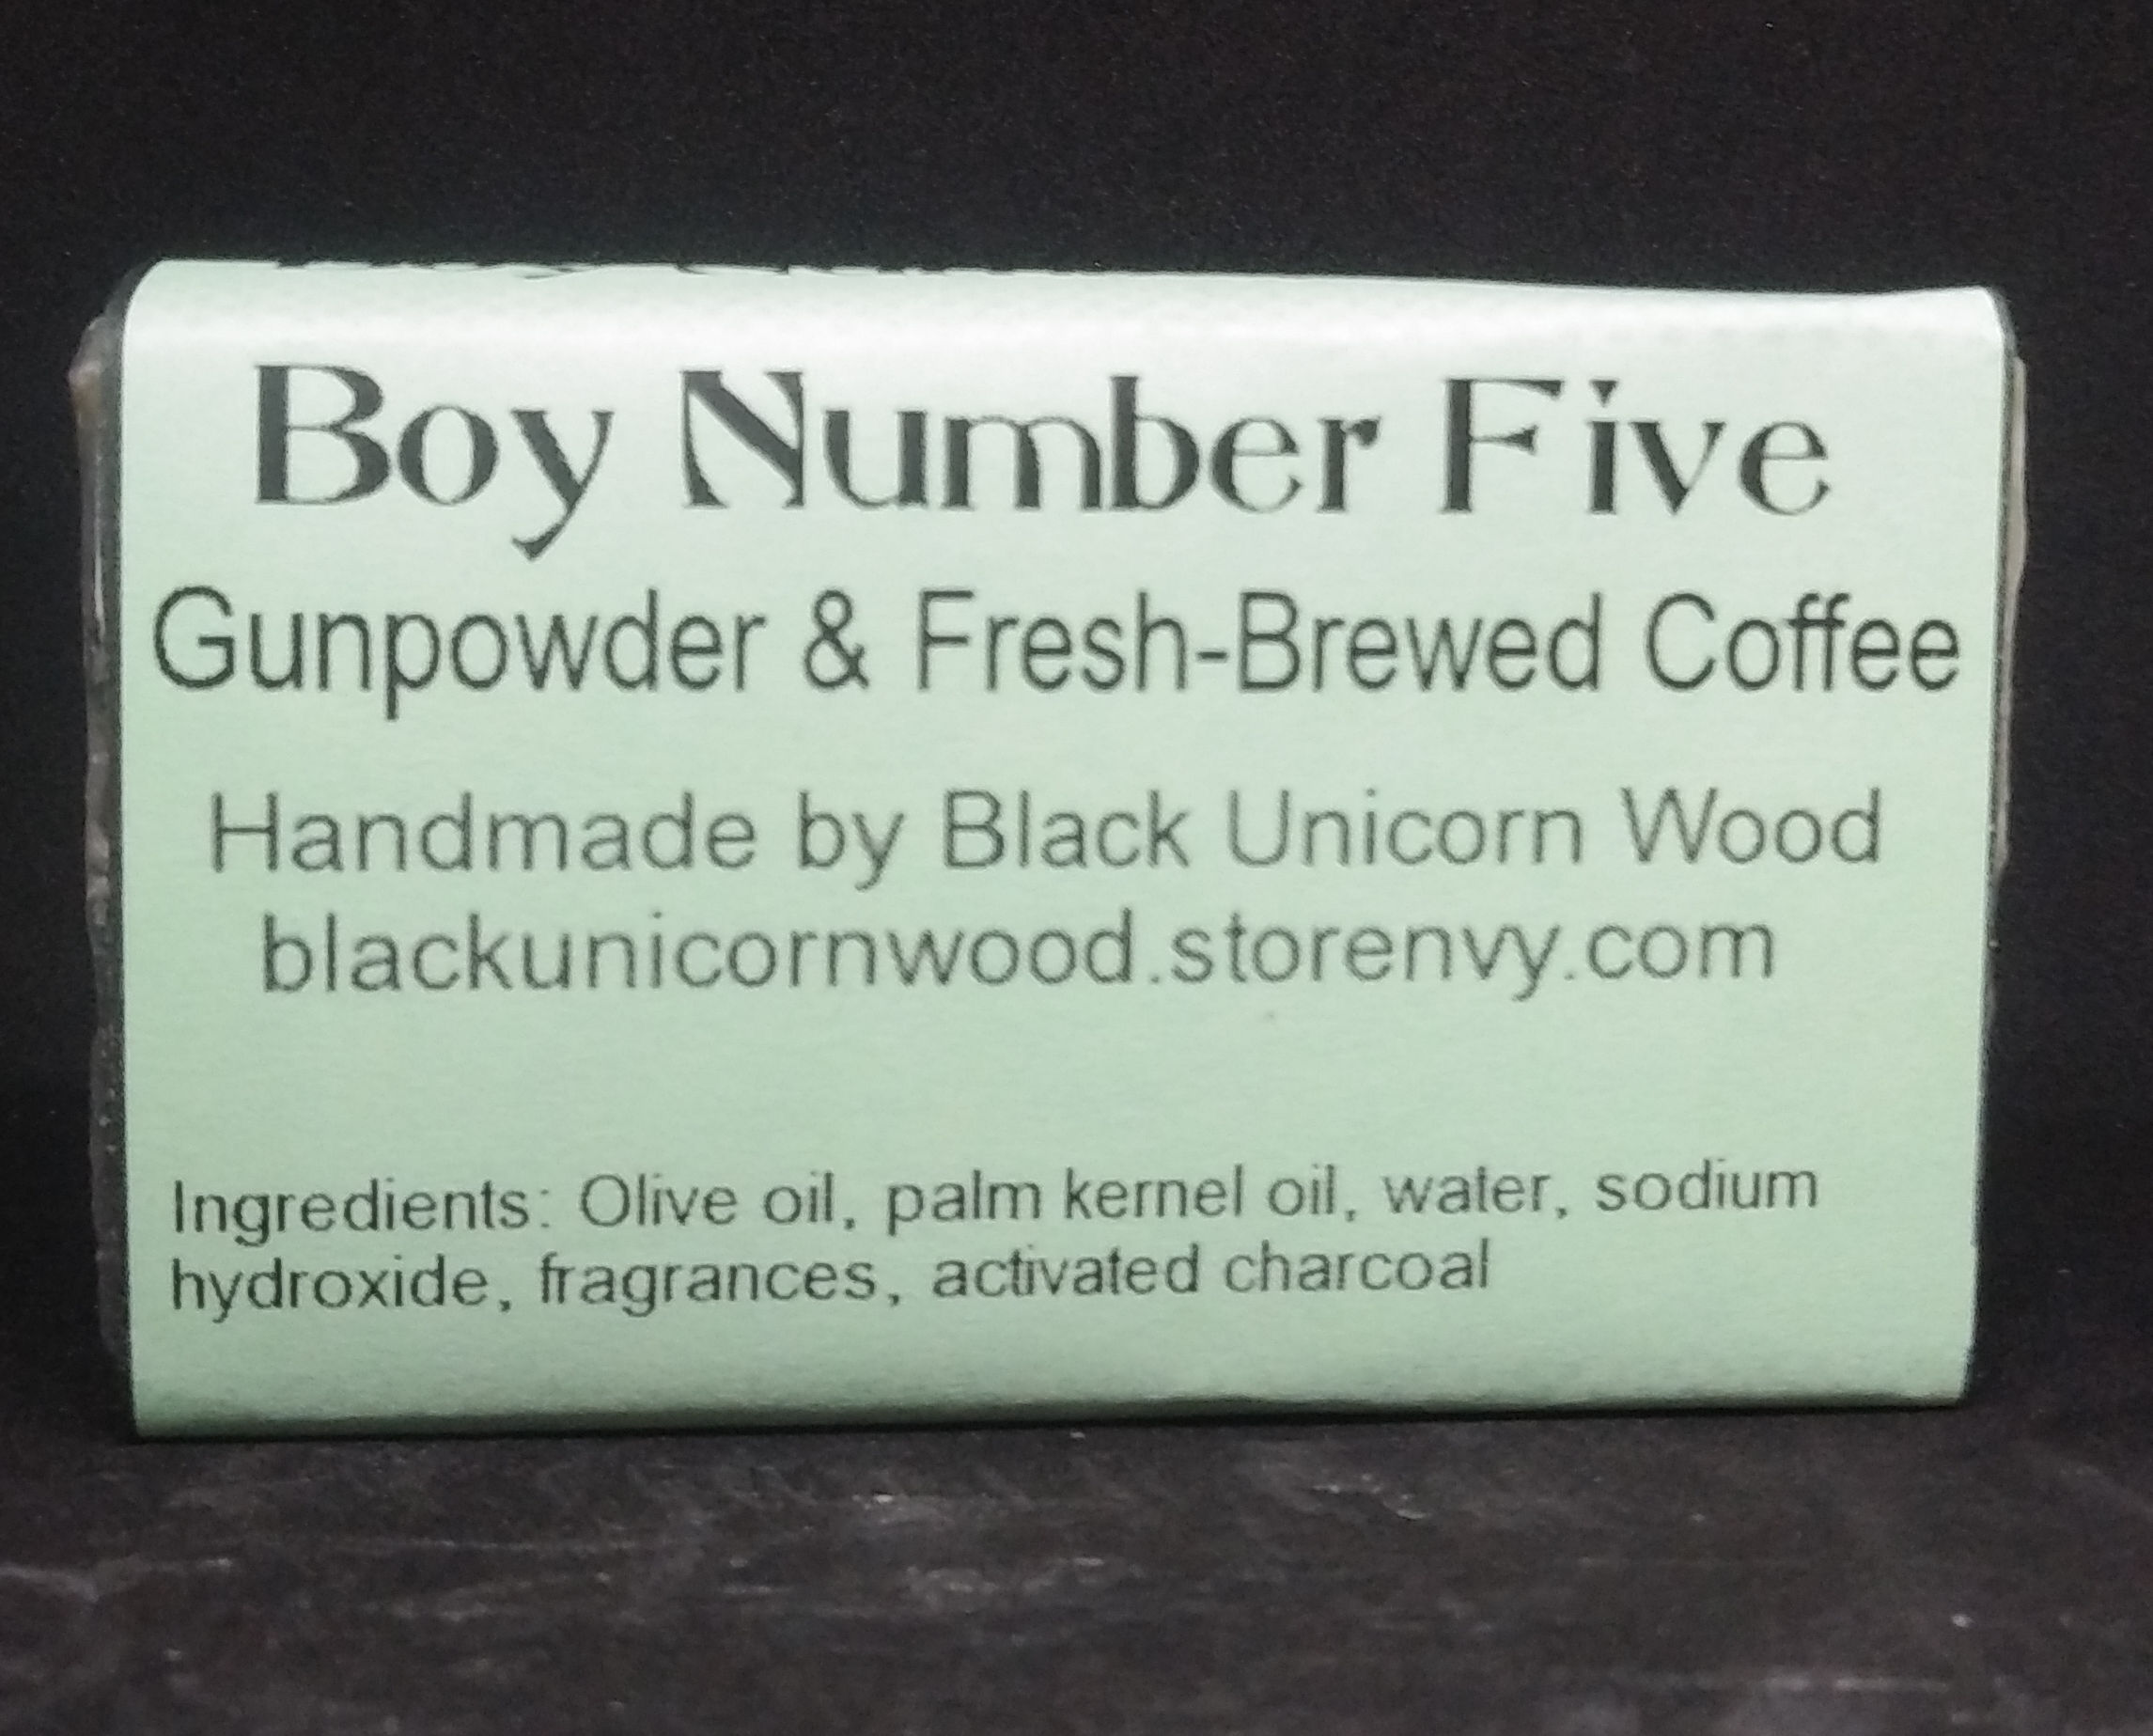 Boy Number Five
Gunpowder & Fresh-Brewed Coffee
Handmade by Black Unicorn Wood
blackunicornwood.storenvy.com
Ingredients: Olive oil, palm kernel oil, water, sodium
hydroxide, fragrances, activated charcoal